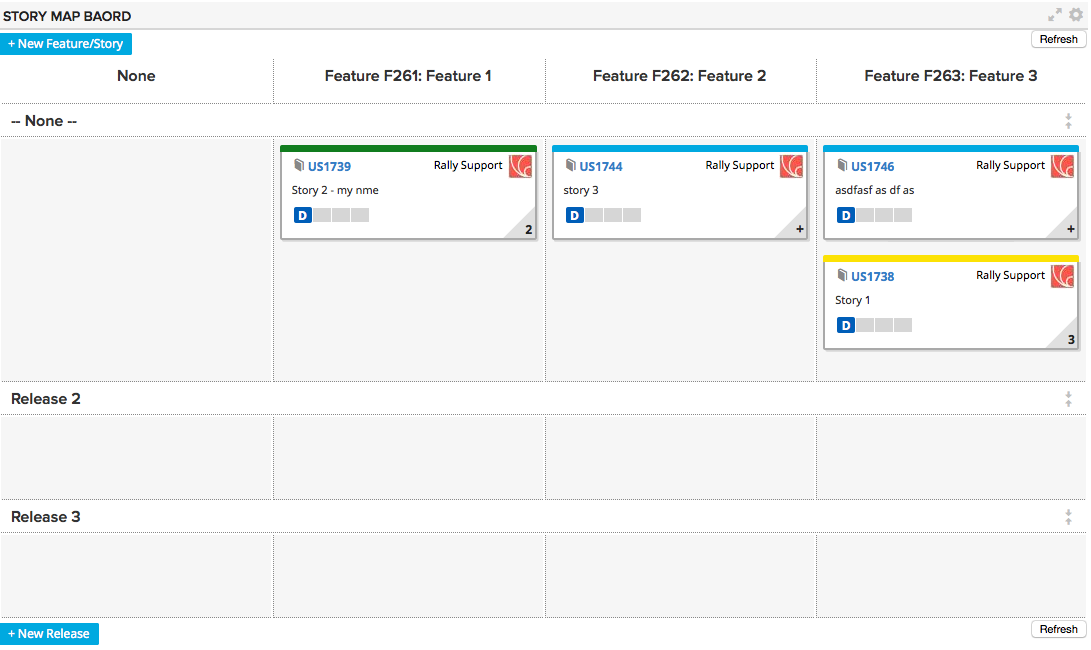 STORY MAP BAORD
+ New Feature/Story
Refresh
None Feature F261: Feature 1 Feature F262: Feature 2 Feature F263: Feature 3
-- None --
US1739 Rally Support US1744 Rally Support US1746 Rally Support
Story 2 - my nme story 3 asdfasf as df as
D D D
2 + +
US1738 Rally Support
Story 1
D
3
Release 2
Release 3
+ New Release Refresh